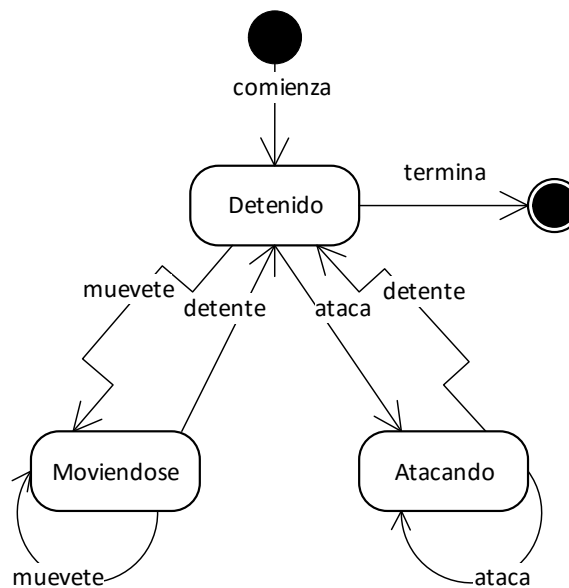 comienza
termina
Detenido
muevete
detente
ataca
detente
Moviendose
Atacando
muevete
ataca